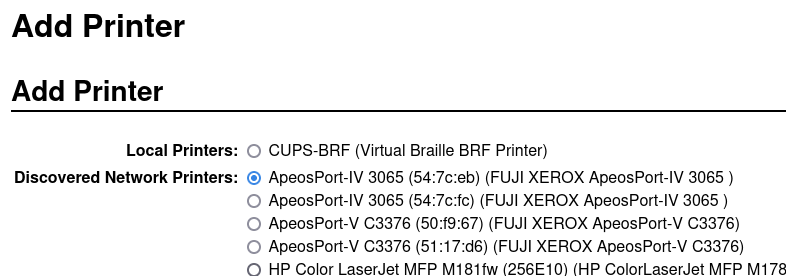 Add Printer
Add Printer
Local Printers: CUPS-BRF (Virtual Braille BRF Printer)
Discovered Network Printers: ApeosPort-IV 3065 (54:7c:eb) (FUJI XEROX ApeosPort-IV 3065 )
ApeosPort-IV 3065 (54:7c:fc) (FUJI XEROX ApeosPort-IV 3065 )
ApeosPort-V C3376 (50:f9:67) (FUJI XEROX ApeosPort-V C3376)
ApeosPort-V C3376 (51:17:d6) (FUJI XEROX ApeosPort-V C3376)
HP Color LaserJet MFP M181fw (256E10) (HP ColorLaserJet MFP M178